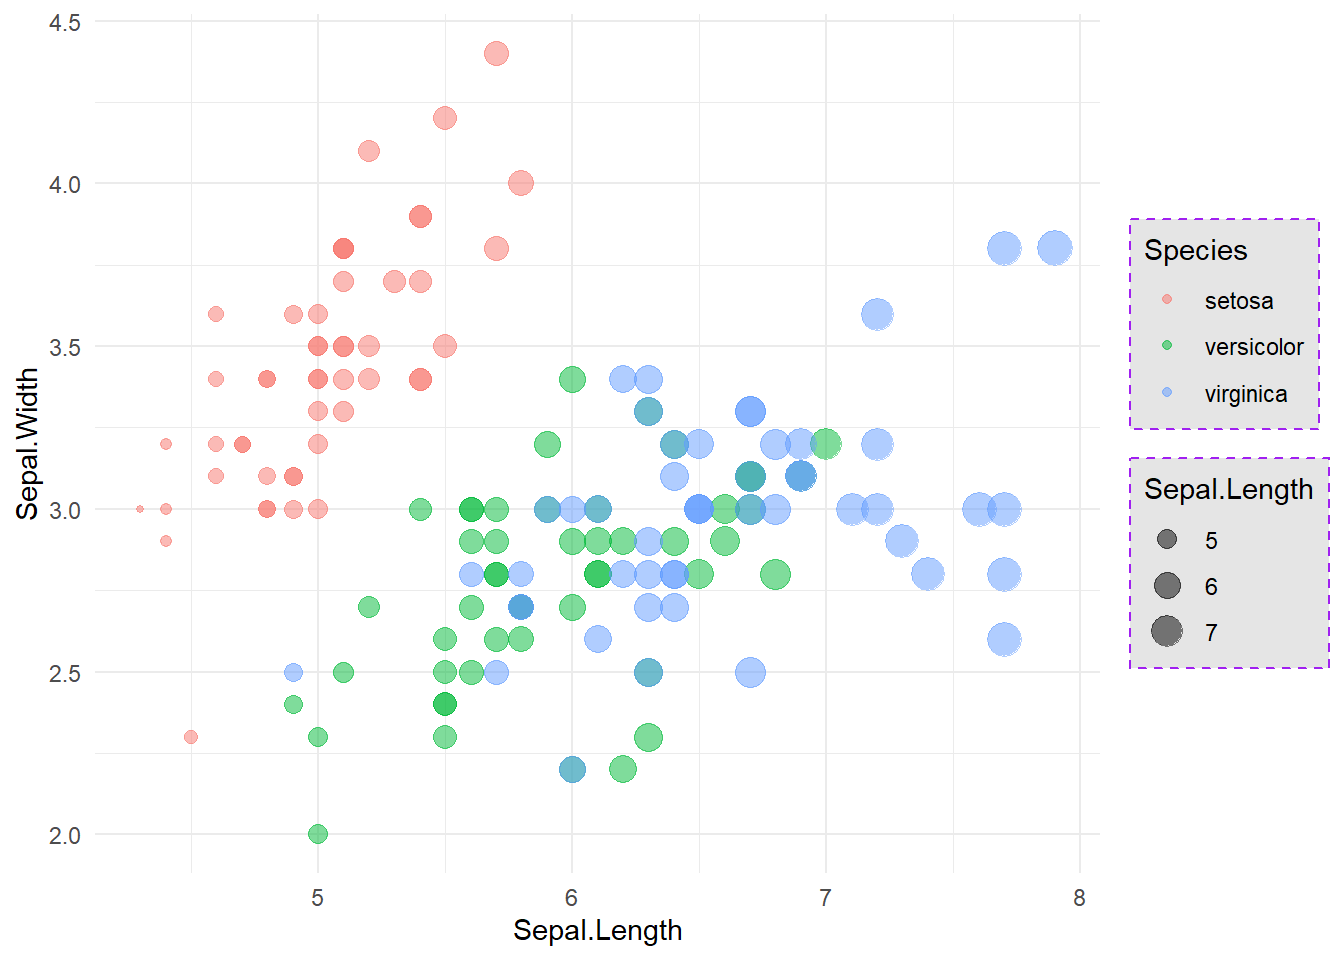 4.5
4.0
3.5
3.0
2.5
2.0
Sepal.Width
5
6
7
8
Sepal.Length
Species
setosa
versicolor
virginica
Sepal.Length
5
6
7